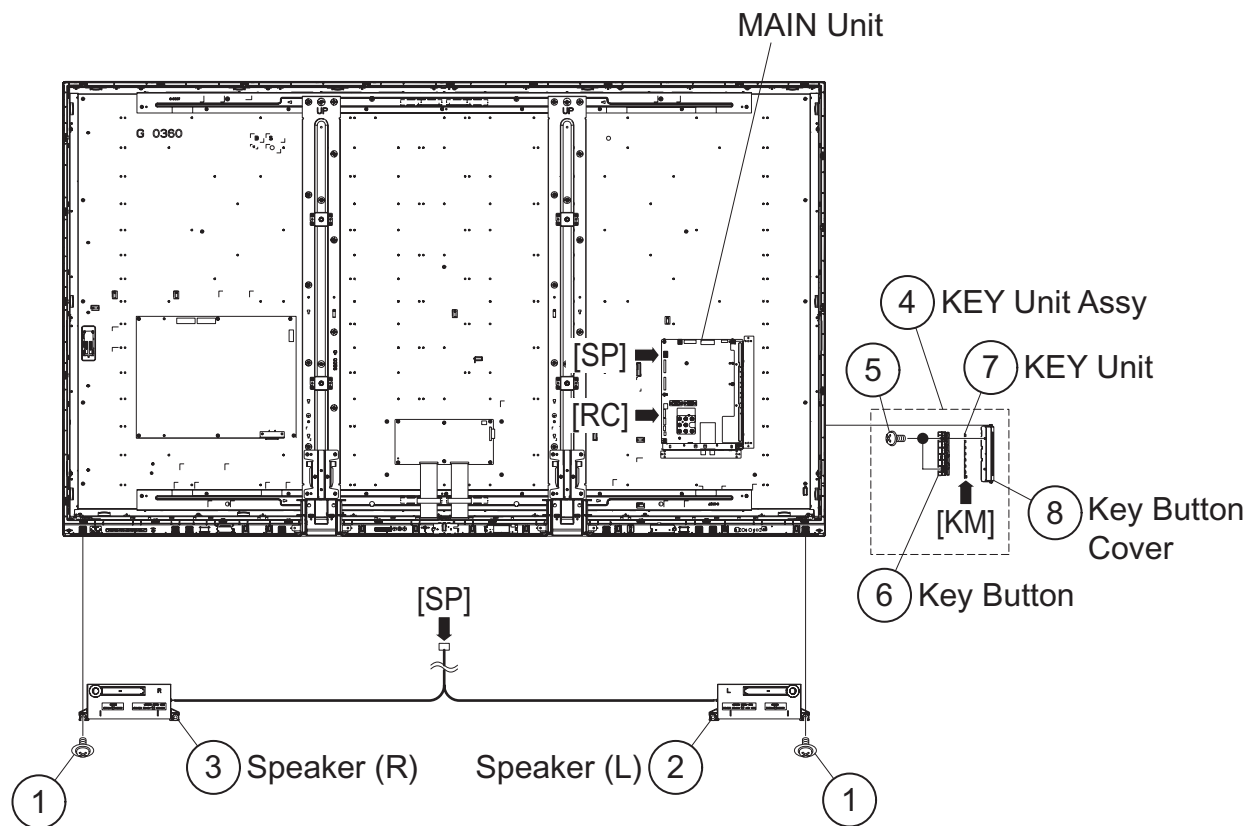 MAIN Unit
UP
UP
G 0360
4 KEY Unit Assy
[SP]
5
7 KEY Unit
[RC]
[KM]
8 Key Button
Cover
6 Key Button
[SP]
R
L
3 Speaker (R)
Speaker (L) 2
1
1